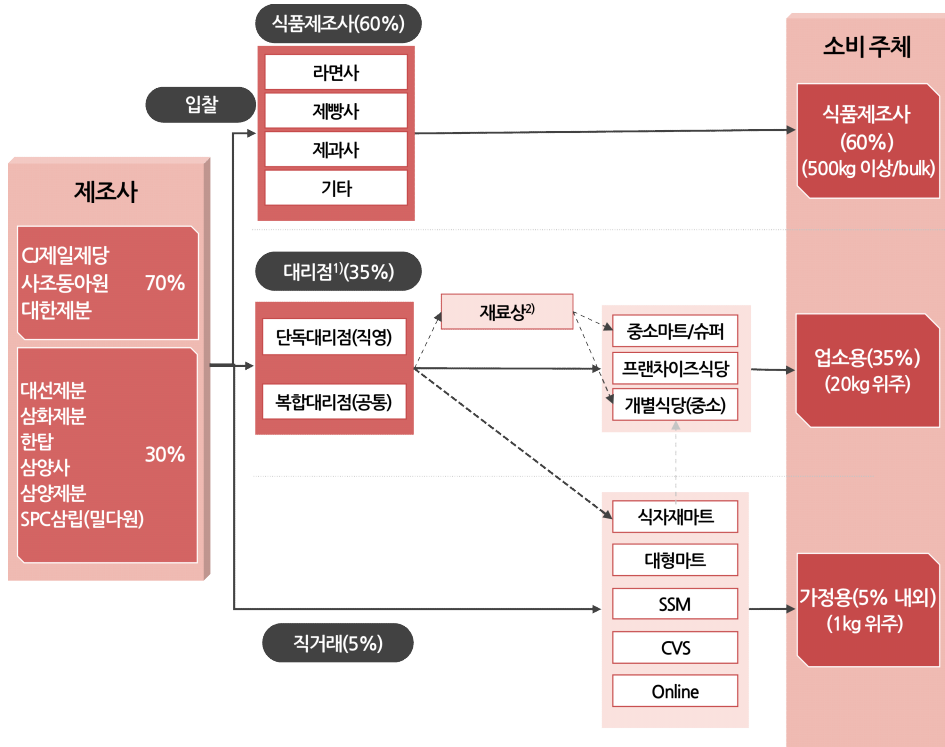 제조사
CJ제일제당
사조동아원
대한제분
70%
대선제분
삼화제분
한탑
삼양사
삼양제분
SPC삼립(밀다원)
30%
입찰
식품제조사(60%)
라면사
제빵사
제과사
기타
대리점1)(35%)
단독대리점(직영)
복합대리점(공통)
재료상2)
중소마트/슈퍼
프랜차이즈식당
개별식당(중소)
직거래(5%)
식자재마트
대형마트
SSM
CVS
Online
소비 주체
식품제조사
(60%)
(500kg 이상/bulk)
업소용(35%)
(20kg 위주)
가정용(5% 내외)
(1kg 위주)